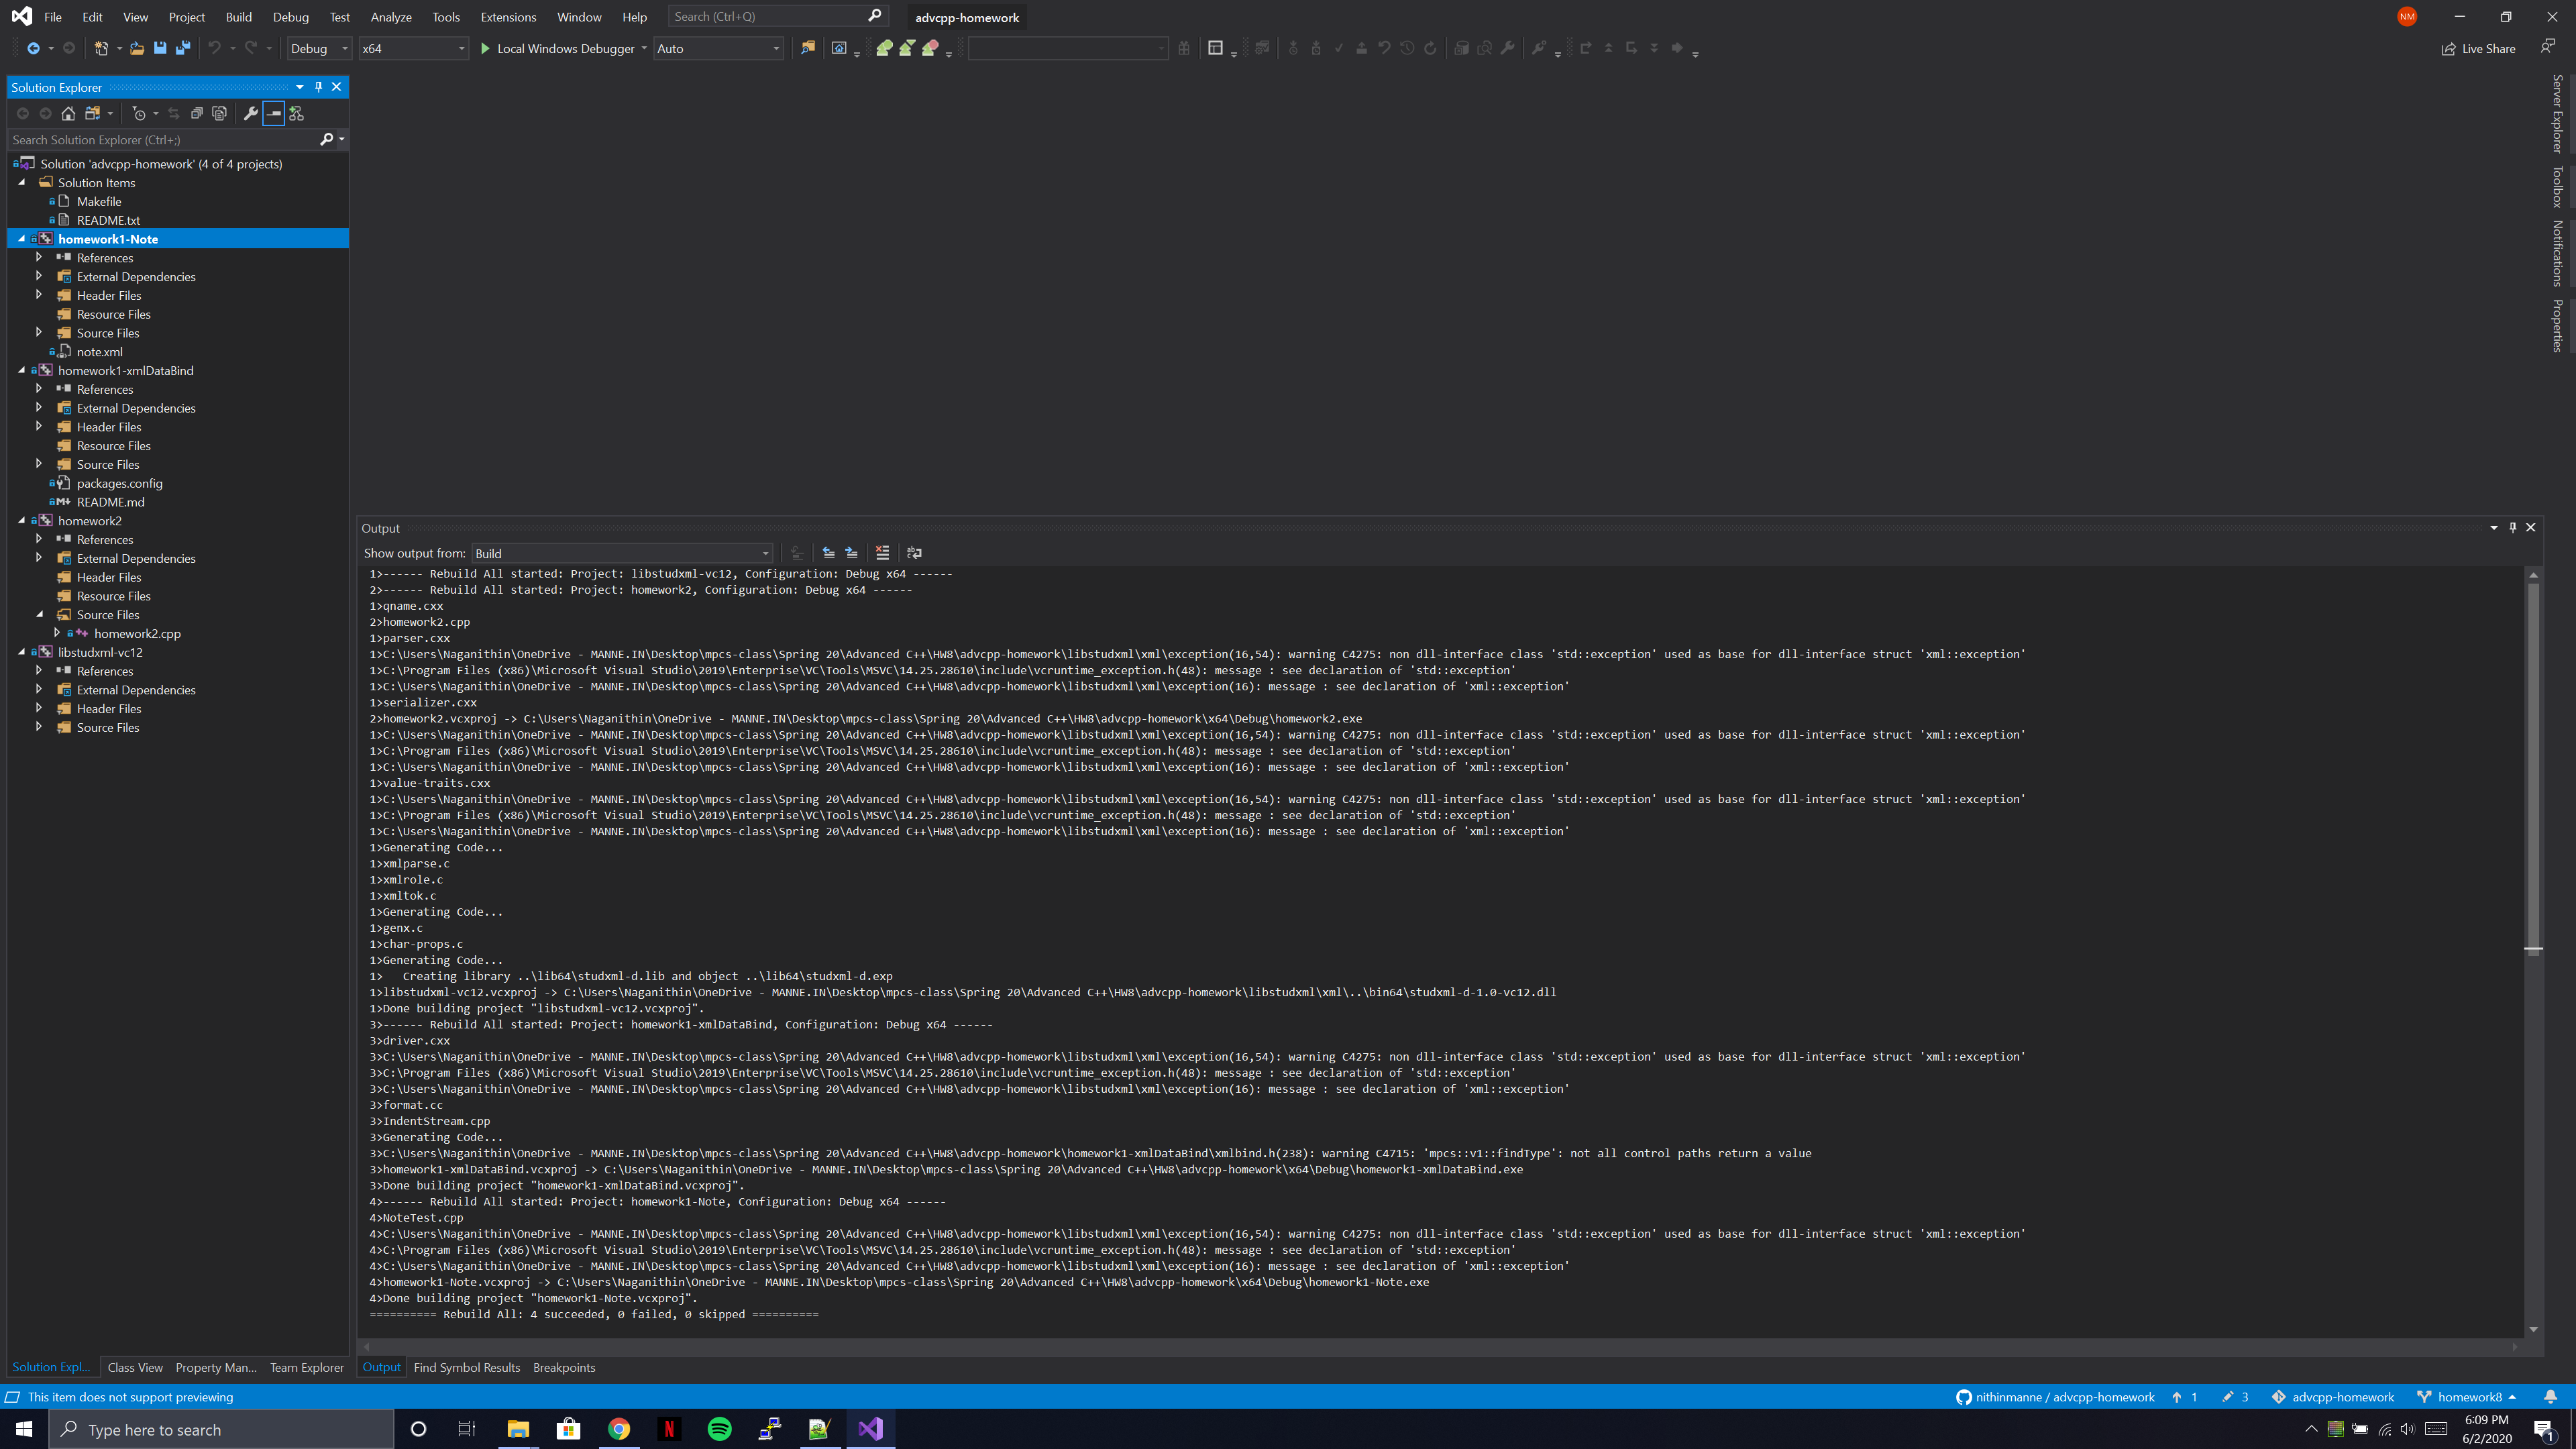 File Edit View Project Build Debug Test Analyze Tools Extensions Window Help Search (Ctrl+Q) advcpp-homework NM
Debug x64 Local Windows Debugger Auto Live Share
Solution Explorer
Search Solution Explorer (Ctrl+;)
Solution 'advcpp-homework' (4 of 4 projects)
Solution Items
Makefile
README.txt
homework1-Note
References
External Dependencies
Header Files
Resource Files
Source Files
note.xml
homework1-xmlDataBind
References
External Dependencies
Header Files
Resource Files
Source Files
packages.config
README.md
homework2
References
External Dependencies
Header Files
Resource Files
Source Files
homework2.cpp
libstudxml-vc12
References
External Dependencies
Header Files
Source Files
Solution Expl... Class View Property Man... Team Explorer
Server Explorer
Toolbox
Notifications
Properties
Output
Show output from: Build
1>------ Rebuild All started: Project: libstudxml-vc12, Configuration: Debug x64 ------
2>------ Rebuild All started: Project: homework2, Configuration: Debug x64 ------
1>qname.cxx
2>homework2.cpp
1>parser.cxx
1>C:\Users\Naganithin\OneDrive - MANNE.IN\Desktop\mpcs-class\Spring 20\Advanced C++\HW8\advcpp-homework\libstudxml\xml\exception(16,54): warning C4275: non dll-interface class 'std::exception' used as base for dll-interface struct 'xml::exception'
1>C:\Program Files (x86)\Microsoft Visual Studio\2019\Enterprise\VC\Tools\MSVC\14.25.28610\include\vcruntime_exception.h(48): message : see declaration of 'std::exception'
1>C:\Users\Naganithin\OneDrive - MANNE.IN\Desktop\mpcs-class\Spring 20\Advanced C++\HW8\advcpp-homework\libstudxml\xml\exception(16): message : see declaration of 'xml::exception'
1>serializer.cxx
2>homework2.vcxproj -> C:\Users\Naganithin\OneDrive - MANNE.IN\Desktop\mpcs-class\Spring 20\Advanced C++\HW8\advcpp-homework\x64\Debug\homework2.exe
1>C:\Users\Naganithin\OneDrive - MANNE.IN\Desktop\mpcs-class\Spring 20\Advanced C++\HW8\advcpp-homework\libstudxml\xml\exception(16,54): warning C4275: non dll-interface class 'std::exception' used as base for dll-interface struct 'xml::exception'
1>C:\Program Files (x86)\Microsoft Visual Studio\2019\Enterprise\VC\Tools\MSVC\14.25.28610\include\vcruntime_exception.h(48): message : see declaration of 'std::exception'
1>C:\Users\Naganithin\OneDrive - MANNE.IN\Desktop\mpcs-class\Spring 20\Advanced C++\HW8\advcpp-homework\libstudxml\xml\exception(16): message : see declaration of 'xml::exception'
1>value-traits.cxx
1>C:\Users\Naganithin\OneDrive - MANNE.IN\Desktop\mpcs-class\Spring 20\Advanced C++\HW8\advcpp-homework\libstudxml\xml\exception(16,54): warning C4275: non dll-interface class 'std::exception' used as base for dll-interface struct 'xml::exception'
1>C:\Program Files (x86)\Microsoft Visual Studio\2019\Enterprise\VC\Tools\MSVC\14.25.28610\include\vcruntime_exception.h(48): message : see declaration of 'std::exception'
1>C:\Users\Naganithin\OneDrive - MANNE.IN\Desktop\mpcs-class\Spring 20\Advanced C++\HW8\advcpp-homework\libstudxml\xml\exception(16): message : see declaration of 'xml::exception'
1>Generating Code...
1>xmlparse.c
1>xmlrole.c
1>xmltok.c
1>Generating Code...
1>genx.c
1>char-props.c
1>Generating Code...
1>   Creating library ..\lib64\studxml-d.lib and object ..\lib64\studxml-d.exp
1>libstudxml-vc12.vcxproj -> C:\Users\Naganithin\OneDrive - MANNE.IN\Desktop\mpcs-class\Spring 20\Advanced C++\HW8\advcpp-homework\libstudxml\xml\..\bin64\studxml-d-1.0-vc12.dll
1>Done building project "libstudxml-vc12.vcxproj".
3>------ Rebuild All started: Project: homework1-xmlDataBind, Configuration: Debug x64 ------
3>driver.cxx
3>C:\Users\Naganithin\OneDrive - MANNE.IN\Desktop\mpcs-class\Spring 20\Advanced C++\HW8\advcpp-homework\libstudxml\xml\exception(16,54): warning C4275: non dll-interface class 'std::exception' used as base for dll-interface struct 'xml::exception'
3>C:\Program Files (x86)\Microsoft Visual Studio\2019\Enterprise\VC\Tools\MSVC\14.25.28610\include\vcruntime_exception.h(48): message : see declaration of 'std::exception'
3>C:\Users\Naganithin\OneDrive - MANNE.IN\Desktop\mpcs-class\Spring 20\Advanced C++\HW8\advcpp-homework\libstudxml\xml\exception(16): message : see declaration of 'xml::exception'
3>format.cc
3>IndentStream.cpp
3>Generating Code...
3>C:\Users\Naganithin\OneDrive - MANNE.IN\Desktop\mpcs-class\Spring 20\Advanced C++\HW8\advcpp-homework\homework1-xmlDataBind\xmlbind.h(238): warning C4715: 'mpcs::v1::findType': not all control paths return a value
3>homework1-xmlDataBind.vcxproj -> C:\Users\Naganithin\OneDrive - MANNE.IN\Desktop\mpcs-class\Spring 20\Advanced C++\HW8\advcpp-homework\x64\Debug\homework1-xmlDataBind.exe
3>Done building project "homework1-xmlDataBind.vcxproj".
4>------ Rebuild All started: Project: homework1-Note, Configuration: Debug x64 ------
4>NoteTest.cpp
4>C:\Users\Naganithin\OneDrive - MANNE.IN\Desktop\mpcs-class\Spring 20\Advanced C++\HW8\advcpp-homework\libstudxml\xml\exception(16,54): warning C4275: non dll-interface class 'std::exception' used as base for dll-interface struct 'xml::exception'
4>C:\Program Files (x86)\Microsoft Visual Studio\2019\Enterprise\VC\Tools\MSVC\14.25.28610\include\vcruntime_exception.h(48): message : see declaration of 'std::exception'
4>C:\Users\Naganithin\OneDrive - MANNE.IN\Desktop\mpcs-class\Spring 20\Advanced C++\HW8\advcpp-homework\libstudxml\xml\exception(16): message : see declaration of 'xml::exception'
4>homework1-Note.vcxproj -> C:\Users\Naganithin\OneDrive - MANNE.IN\Desktop\mpcs-class\Spring 20\Advanced C++\HW8\advcpp-homework\x64\Debug\homework1-Note.exe
4>Done building project "homework1-Note.vcxproj".
========== Rebuild All: 4 succeeded, 0 failed, 0 skipped ==========
Output Find Symbol Results Breakpoints
This item does not support previewing nithinmanne / advcpp-homework 1 3 advcpp-homework homework8
Type here to search
6:09 PM
6/2/2020
1